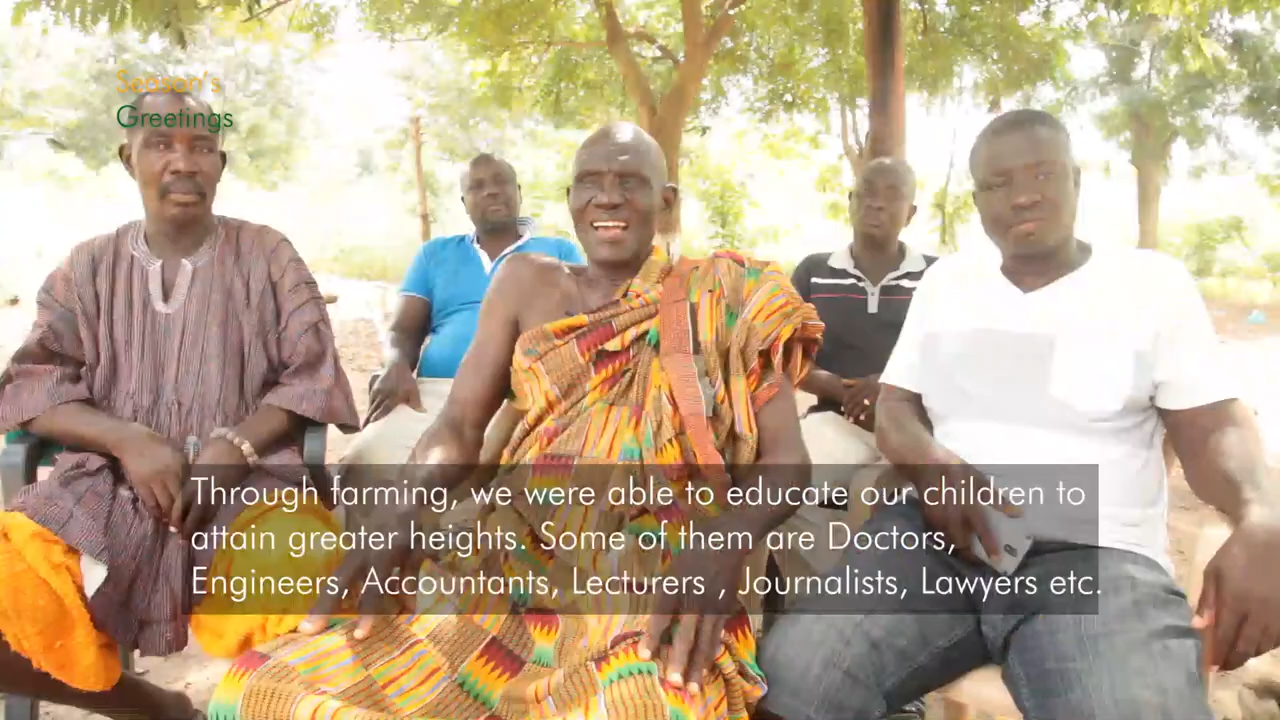 Season's
Greetings
Through farming, we were able to educate our children to
attain greater heights. Some of them are Doctors,
Engineers, Accountants, Lecturers , Journalists, Lawyers etc.